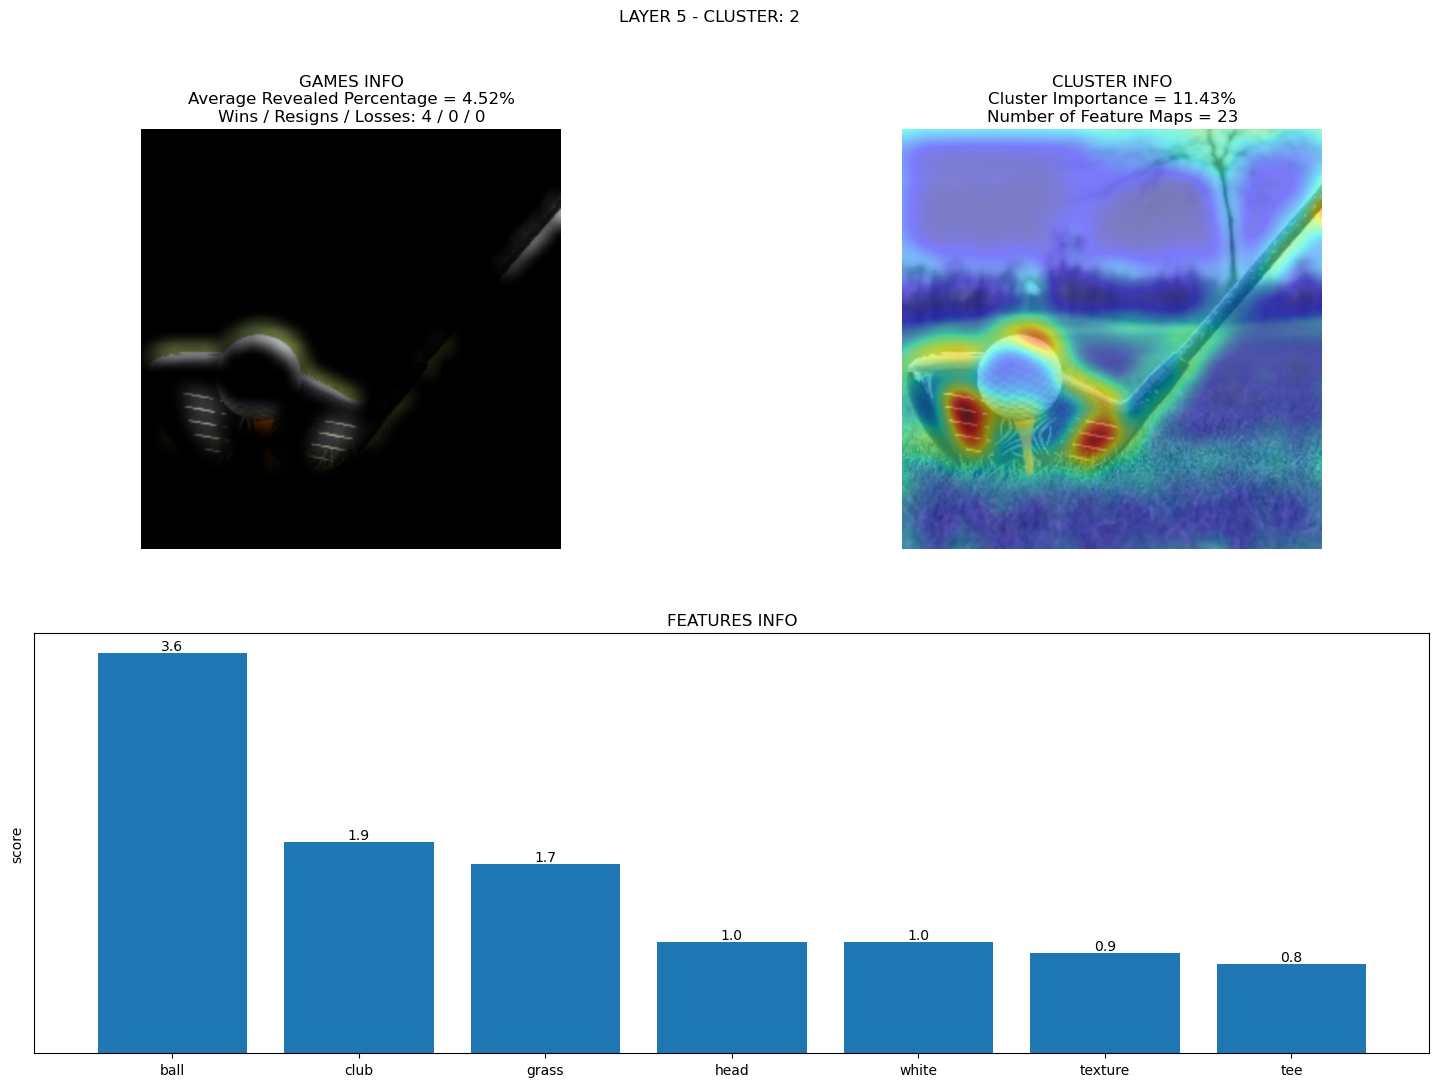 LAYER 5 - CLUSTER: 2
GAMES INFO
Average Revealed Percentage = 4.52%
Wins / Resigns / Losses: 4 / 0 / 0
CLUSTER INFO
Cluster Importance = 11.43%
Number of Feature Maps = 23
FEATURES INFO
score
3.6
1.9
1.7
1.0
1.0
0.9
0.8
ball
club
grass
head
white
texture
tee